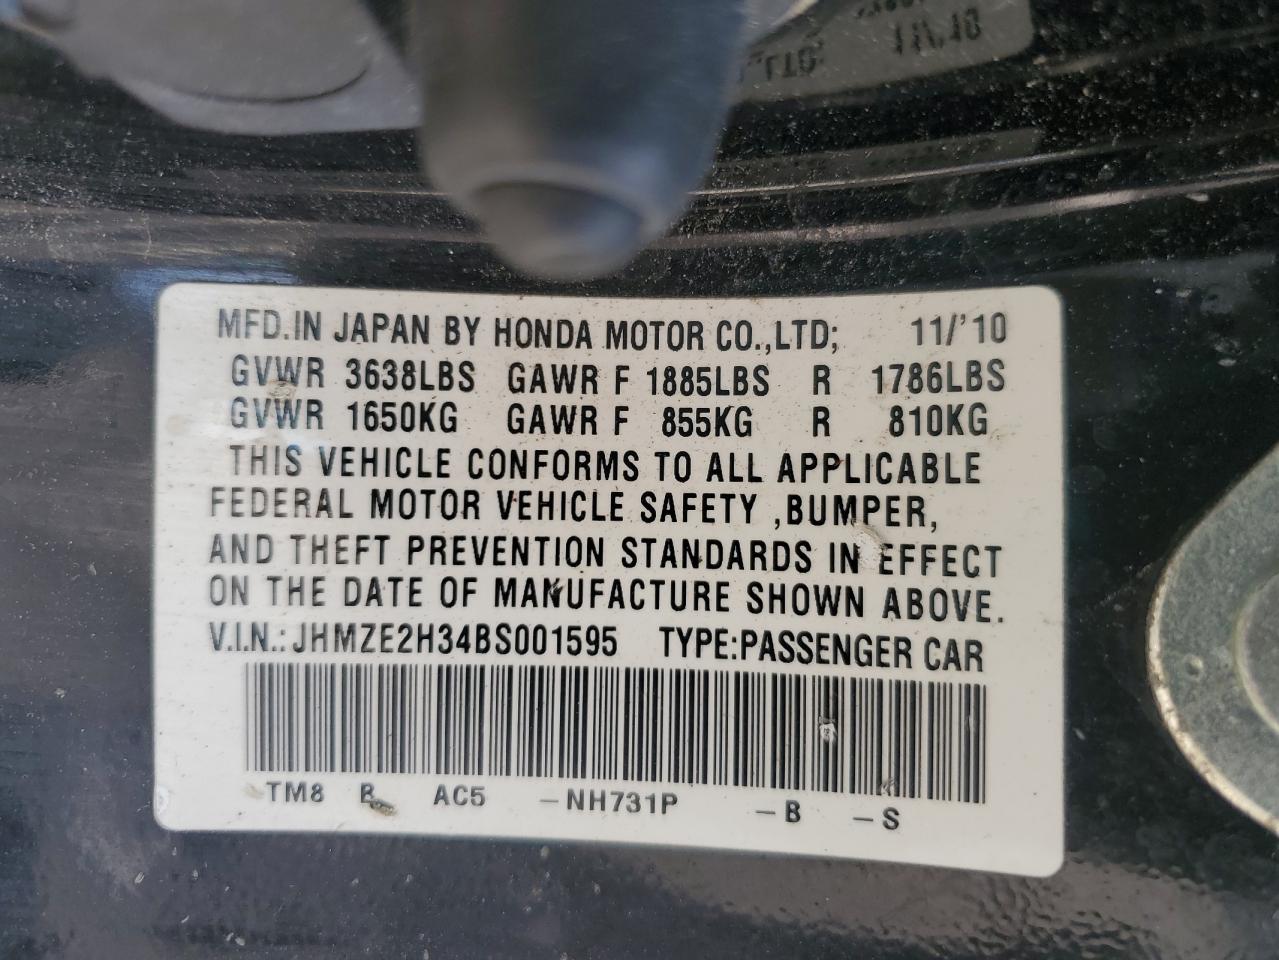 MFD.IN JAPAN BY HONDA MOTOR CO.,LTD; 11/'10
GVWR 3638LBS GAWR F 1885LBS R 1786LBS
GVWR 1650KG GAWR F 855KG R 810KG
THIS VEHICLE CONFORMS TO ALL APPLICABLE
FEDERAL MOTOR VEHICLE SAFETY ,BUMPER,
AND THEFT PREVENTION STANDARDS IN EFFECT
ON THE DATE OF MANUFACTURE SHOWN ABOVE.
V.I.N.: JHMZE2H34BS001595 TYPE:PASSENGER CAR
TM8 B AC5 -NH731P -B -S